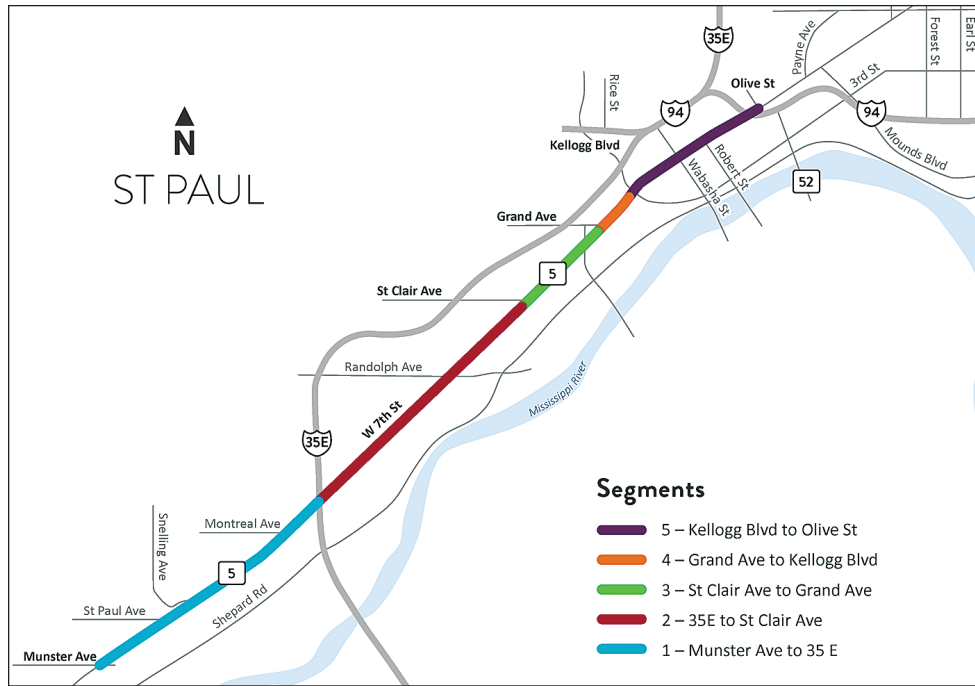 35E
Payne Ave
Forest St
Earl St
Olive St
3rd St
Rice St
94
94
Kellogg Blvd
Mounds Blvd
N
ST PAUL
Robert St
Wabasha St
52
Grand Ave
5
St Clair Ave
Randolph Ave
Mississippi River
W 7th St
35E
Segments
5 – Kellogg Blvd to Olive St
4 – Grand Ave to Kellogg Blvd
3 – St Clair Ave to Grand Ave
2 – 35E to St Clair Ave
1 – Munster Ave to 35 E
Montreal Ave
Snelling Ave
5
Shepard Rd
St Paul Ave
Munster Ave